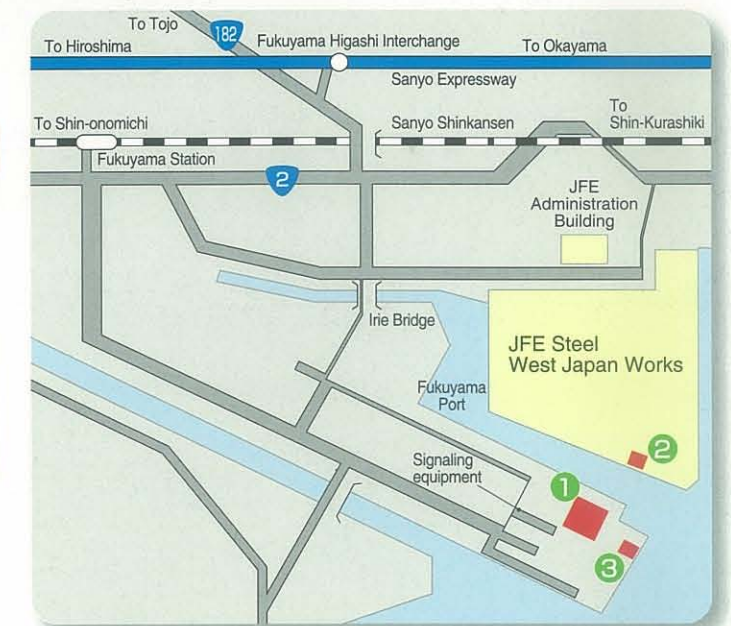 To Tojo
182
To Hiroshima
Fukuyama Higashi Interchange
To Okayama
Sanyo Expressway
To Shin-onomichi
Sanyo Shinkansen
To
Shin-Kurashiki
Fukuyama Station
2
JFE
Administration
Building
Irie Bridge
JFE Steel
West Japan Works
Fukuyama
Port
Signaling
equipment
1
2
3